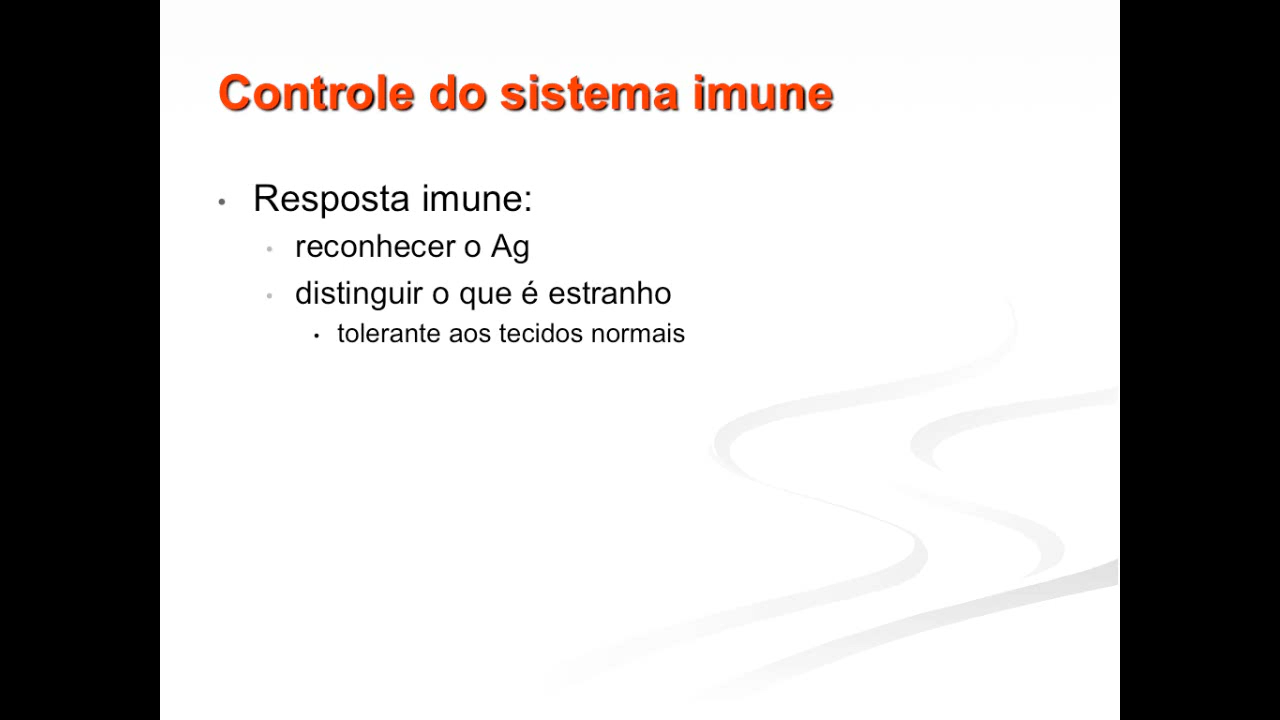 Controle do sistema imune
• Resposta imune:
• reconhecer o Ag
• distinguir o que é estranho
• tolerante aos tecidos normais